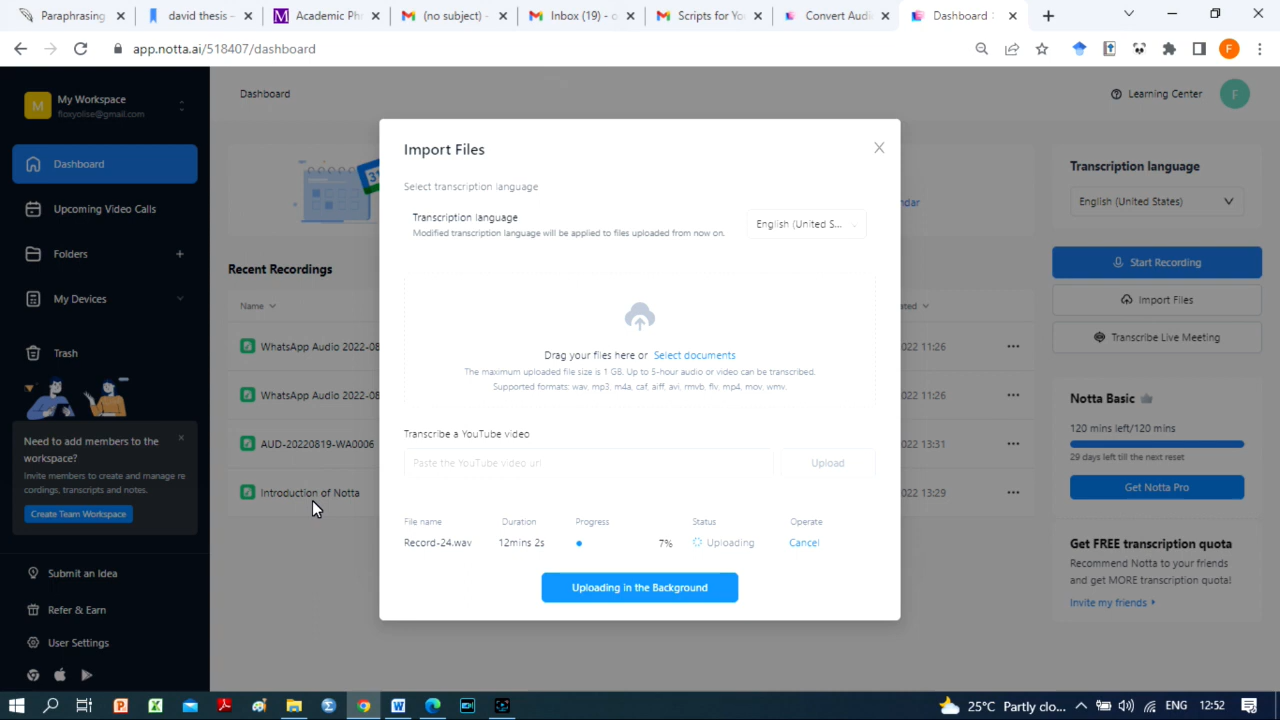 Paraphrasing
david thesis -
Academic Ph
(no subject) -
Inbox (19) - o
Scripts for Yo
Convert Audi
Dashboard
app.notta.ai/518407/dashboard
F
M
My Workspace
floxyolise@gmail.com
Dashboard
Upcoming Video Calls
Folders
My Devices
Trash
Need to add members to the
workspace?
Invite members to create and manage re
cordings, transcripts and notes.
Create Team Workspace
Submit an Idea
Refer & Earn
User Settings
Dashboard
Learning Center
F
31
ndar
Recent Recordings
Name
ated
WhatsApp Audio 2022-08
2022 11:26
WhatsApp Audio 2022-08
2022 11:26
AUD-20220819-WA0006
2022 13:31
Introduction of Notta
2022 13:29
Import Files
Select transcription language
Transcription language
Modified transcription language will be applied to files uploaded from now on.
English (United S...
Drag your files here or Select documents
The maximum uploaded file size is 1 GB. Up to 5-hour audio or video can be transcribed.
Supported formats: wav, mp3, m4a, caf, aiff, avi, rmvb, flv, mp4, mov, wmv.
Transcribe a YouTube video
Paste the YouTube video url
Upload
File name Duration Progress Status Operate
Record-24.wav 12mins 2s 7% Uploading Cancel
Uploading in the Background
Transcription language
English (United States)
Start Recording
Import Files
Transcribe Live Meeting
Notta Basic
120 mins left/120 mins
29 days left till the next reset
Get Notta Pro
Get FREE transcription quota
Recommend Notta to your friends
and get MORE transcription quota!
Invite my friends
25°C Partly clo...
ENG
12:52